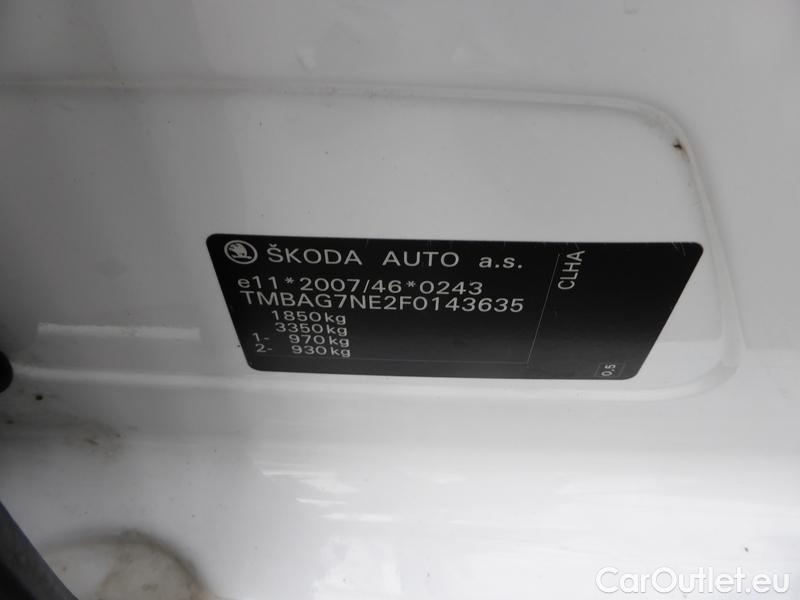 ŠKODA AUTO a.s.
e11*2007/46*0243
TMBAG7NE2F0143635
1850kg
3350kg
1- 970kg
2- 930kg
CLHA
0,5
CarOutlet.eu